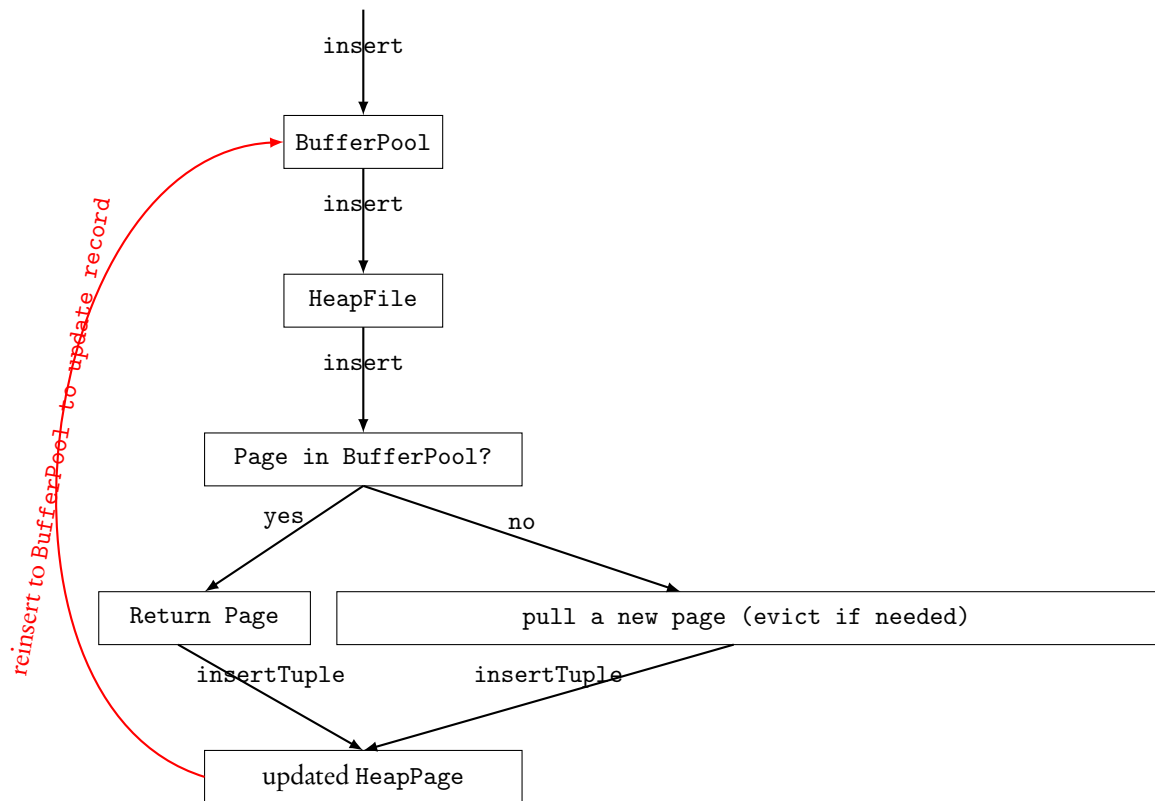 insert
BufferPool
insert
HeapFile
insert
Page in BufferPool?
yes
no
Return Page
pull a new page (evict if needed)
insertTuple
insertTuple
updated HeapPage
reinsert to BufferPool to update record